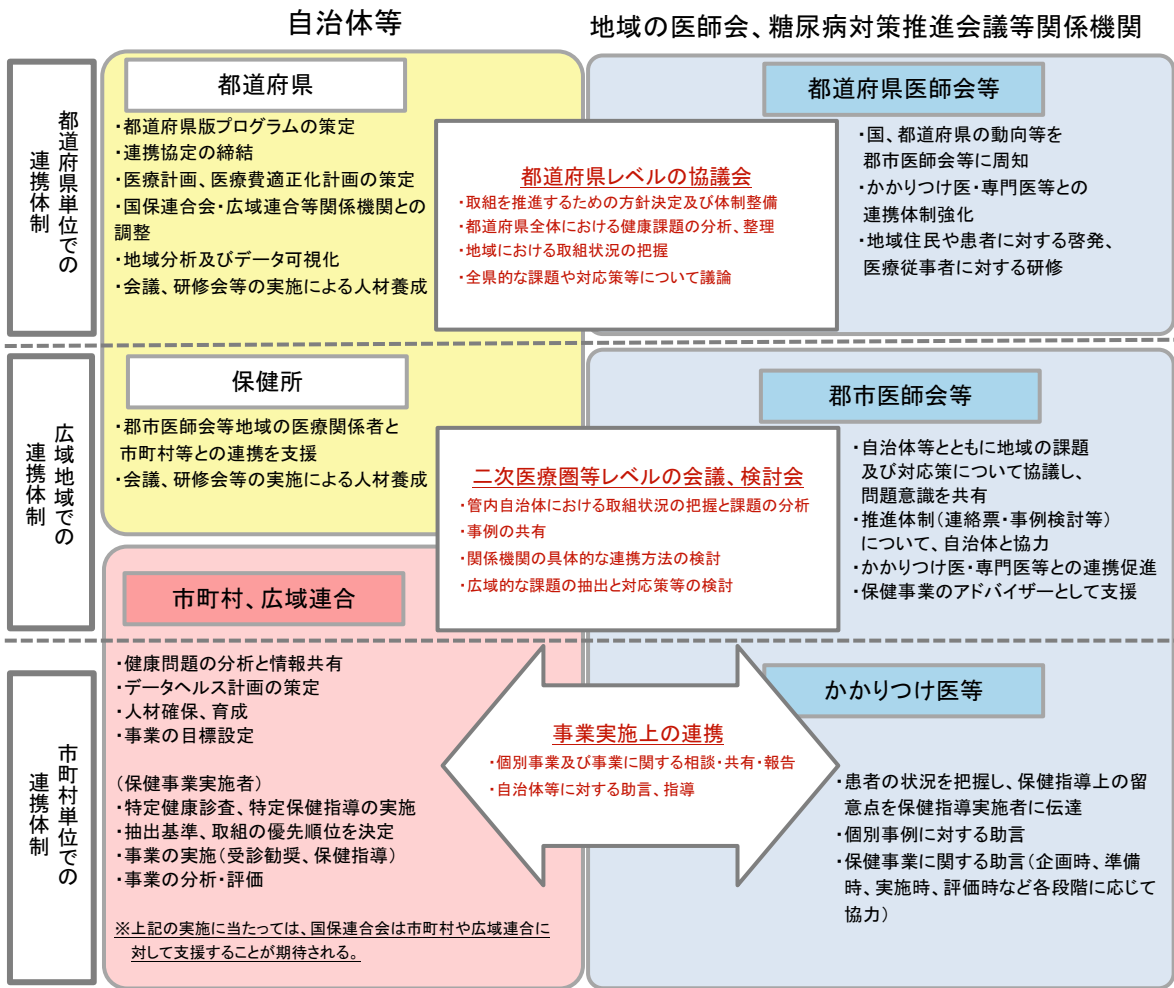 自治体等
地域の医師会、糖尿病対策推進会議等関係機関
都道府県単位での
連携体制
都道府県
・都道府県版プログラムの策定
・連携協定の締結
・医療計画、医療費適正化計画の策定
・国保連合会・広域連合等関係機関との
調整
・地域分析及びデータ可視化
・会議、研修会等の実施による人材養成
都道府県レベルの協議会
・取組を推進するための方針決定及び体制整備
・都道府県全体における健康課題の分析、整理
・地域における取組状況の把握
・全県的な課題や対応策等について議論
都道府県医師会等
・国、都道府県の動向等を
郡市医師会等に周知
・かかりつけ医・専門医等との
連携体制強化
・地域住民や患者に対する啓発、
医療従事者に対する研修
広域地域での
連携体制
保健所
・郡市医師会等地域の医療関係者と
市町村等との連携を支援
・会議、研修会等の実施による人材養成
二次医療圏等レベルの会議、検討会
・管内自治体における取組状況の把握と課題の分析
・事例の共有
・関係機関の具体的な連携方法の検討
・広域的な課題の抽出と対応策等の検討
郡市医師会等
・自治体等とともに地域の課題
及び対応策について協議し、
問題意識を共有
・推進体制（連絡票・事例検討等）
について、自治体と協力
・かかりつけ医・専門医等との連携促進
・保健事業のアドバイザーとして支援
市町村単位での
連携体制
市町村、広域連合
・健康問題の分析と情報共有
・データヘルス計画の策定
・人材確保、育成
・事業の目標設定
（保健事業実施者）
・特定健康診査、特定保健指導の実施
・抽出基準、取組の優先順位を決定
・事業の実施（受診勧奨、保健指導）
・事業の分析・評価
※上記の実施に当たっては、国保連合会は市町村や広域連合に
対して支援することが期待される。
事業実施上の連携
・個別事業及び事業に関する相談・共有・報告
・自治体等に対する助言、指導
かかりつけ医等
・患者の状況を把握し、保健指導上の留
意点を保健指導実施者に伝達
・個別事例に対する助言
・保健事業に関する助言（企画時、準備
時、実施時、評価時など各段階に応じて
協力）